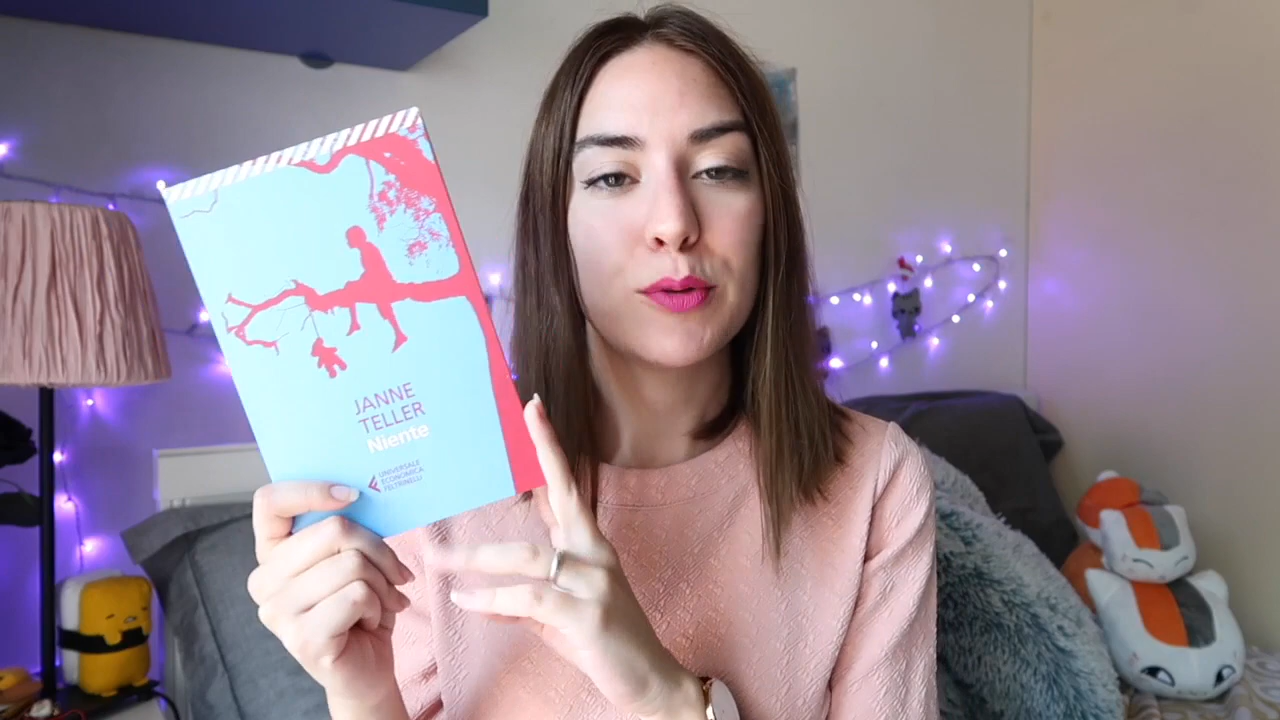 JANNE
TELLER
Niente
UNIVERSALE
ECONOMICA
FELTRINELLI